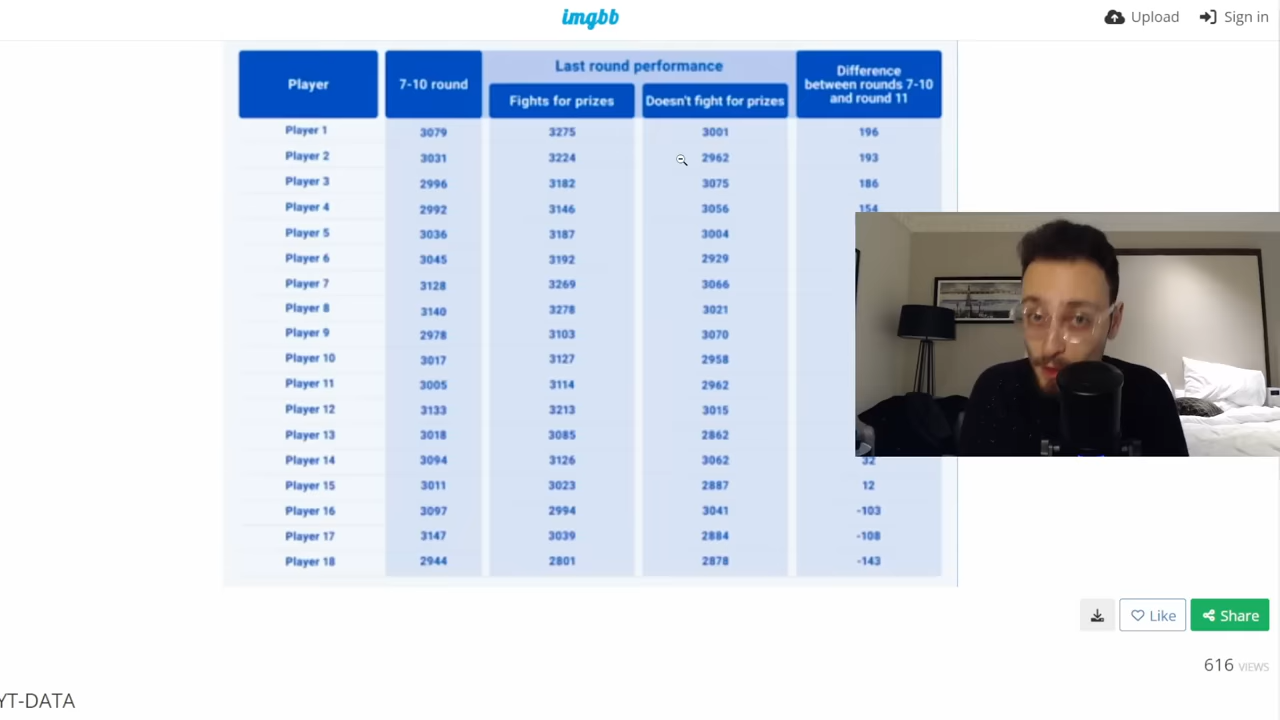 imgbb
Upload
Sign in
Player 7-10 round Last round performance Difference between rounds 7-10 and round 11
Fights for prizes Doesn't fight for prizes
Player 1 3079 3275 3001 196
Player 2 3031 3224 2962 193
Player 3 2996 3182 3075 186
Player 4 2992 3146 3056 154
Player 5 3036 3187 3004
Player 6 3045 3192 2929
Player 7 3128 3269 3066
Player 8 3140 3278 3021
Player 9 2978 3103 3070
Player 10 3017 3127 2958
Player 11 3005 3114 2962
Player 12 3133 3213 3015
Player 13 3018 3085 2862
Player 14 3094 3126 3062 32
Player 15 3011 3023 2887 12
Player 16 3097 2994 3041 -103
Player 17 3147 3039 2884 -108
Player 18 2944 2801 2878 -143
Like
Share
616 VIEWS
YT-DATA